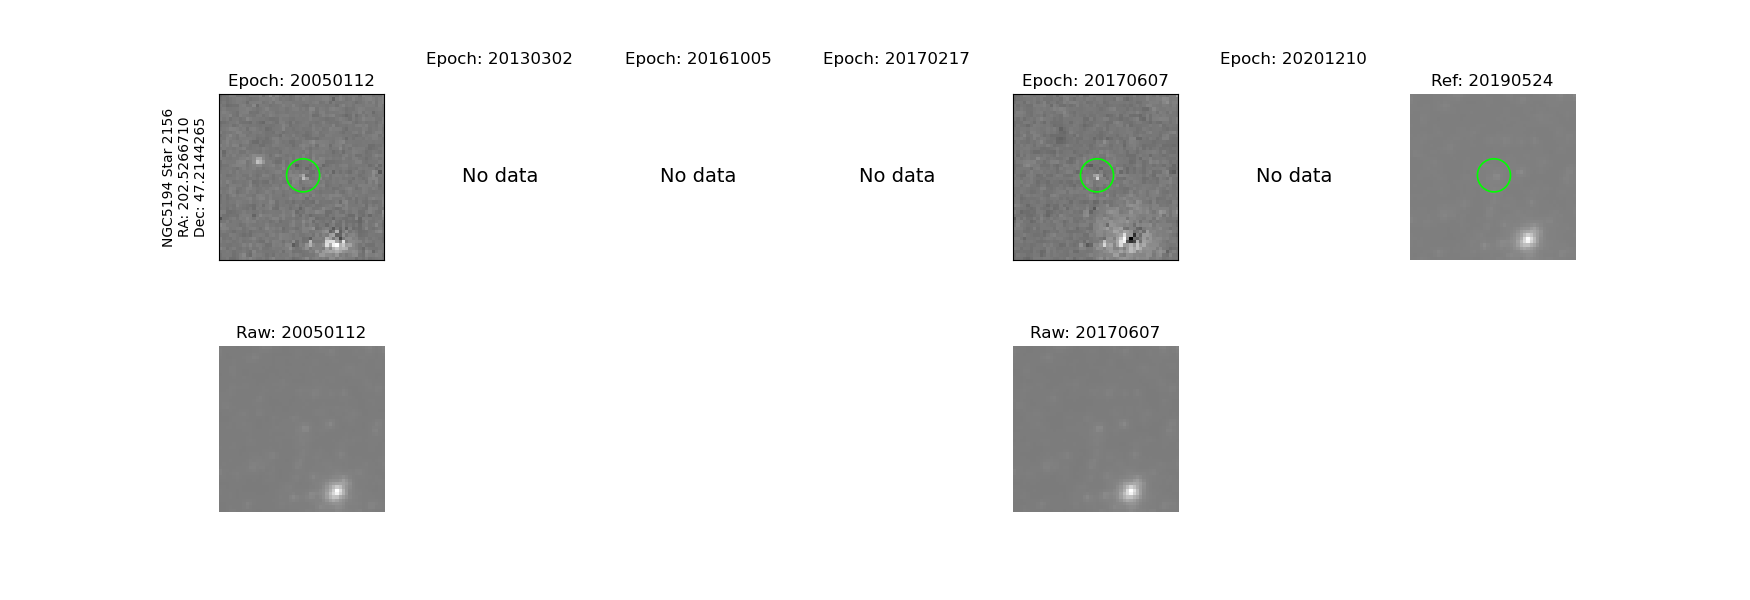 Epoch: 20050112
Epoch: 20130302
Epoch: 20161005
Epoch: 20170217
Epoch: 20170607
Epoch: 20201210
Ref: 20190524
NGC5194 Star 2156
RA: 202.5266710
Dec: 47.2144265
No data
No data
No data
No data
Raw: 20050112
Raw: 20170607